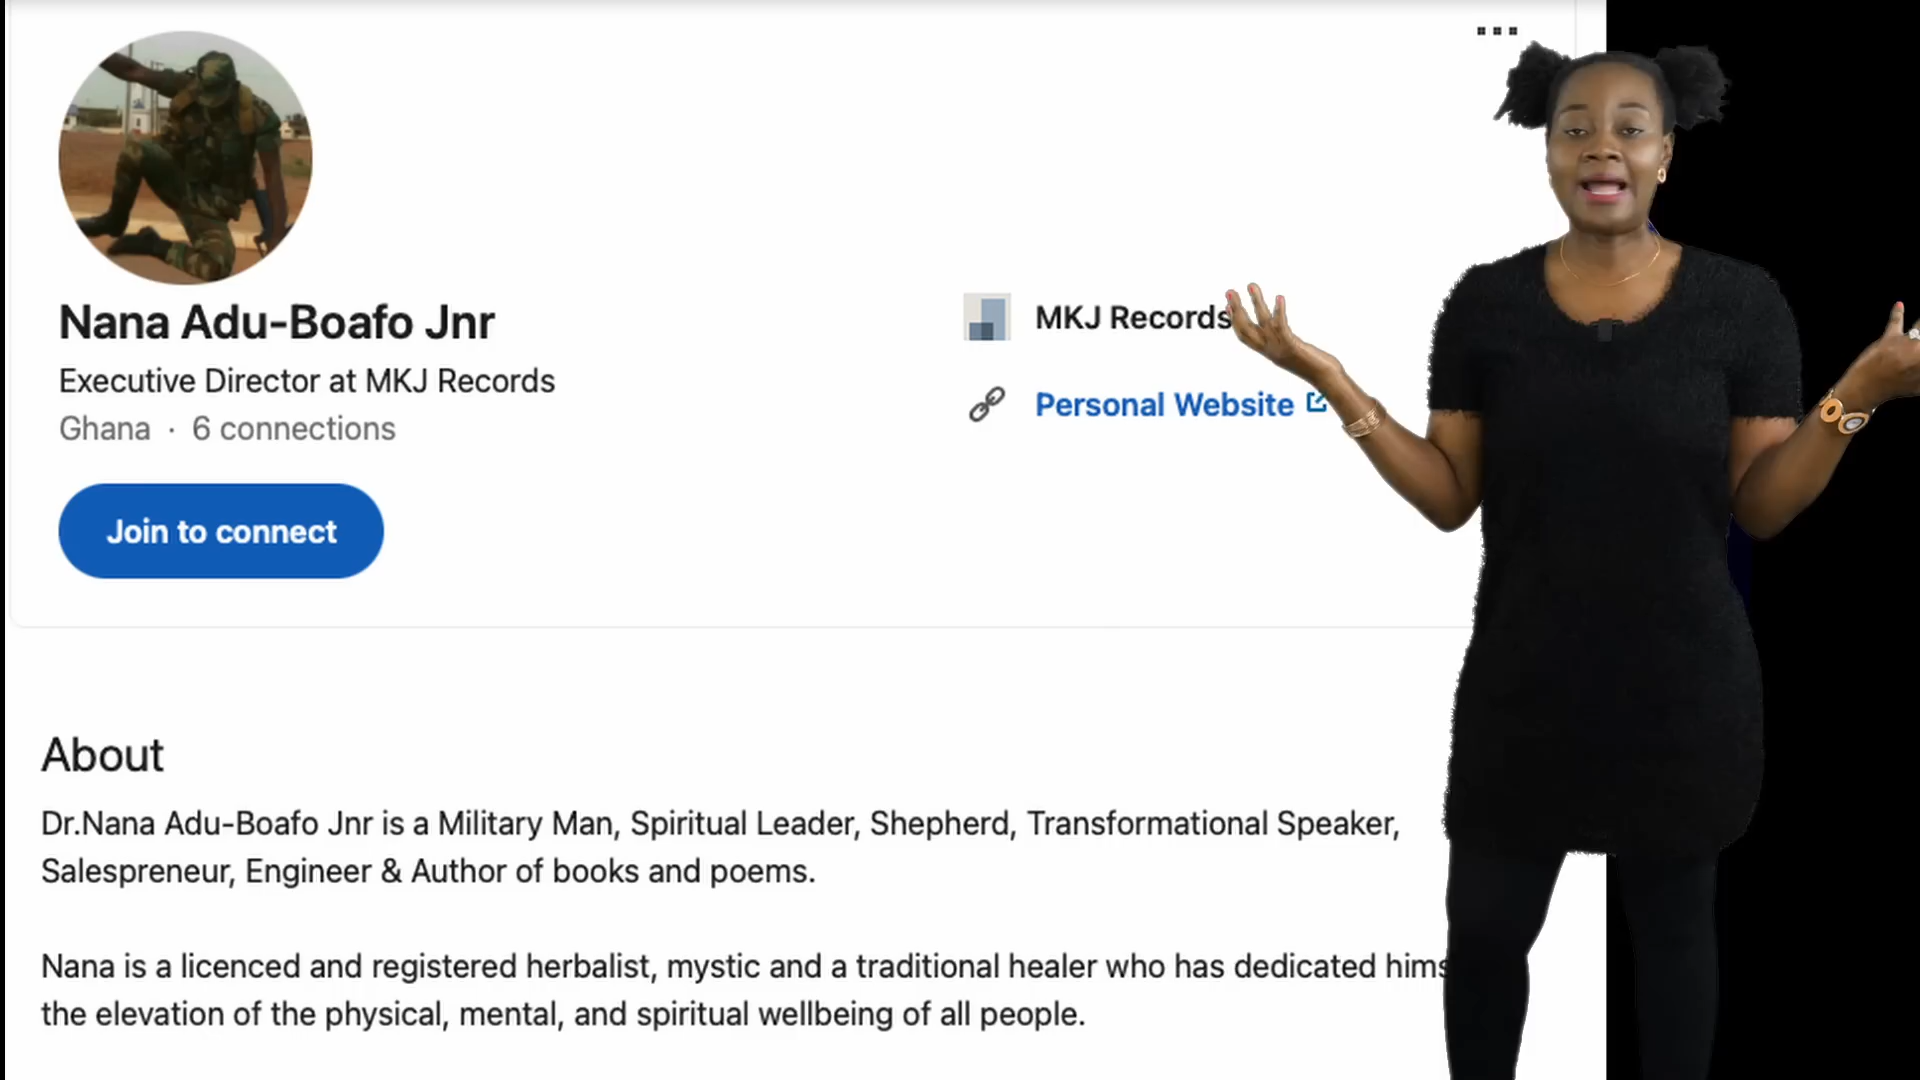 Nana Adu-Boafo Jnr
Executive Director at MKJ Records
Ghana · 6 connections
Join to connect
MKJ Records
Personal Website
About
Dr.Nana Adu-Boafo Jnr is a Military Man, Spiritual Leader, Shepherd, Transformational Speaker,
Salespreneur, Engineer & Author of books and poems.
Nana is a licenced and registered herbalist, mystic and a traditional healer who has dedicated
the elevation of the physical, mental, and spiritual wellbeing of all people.